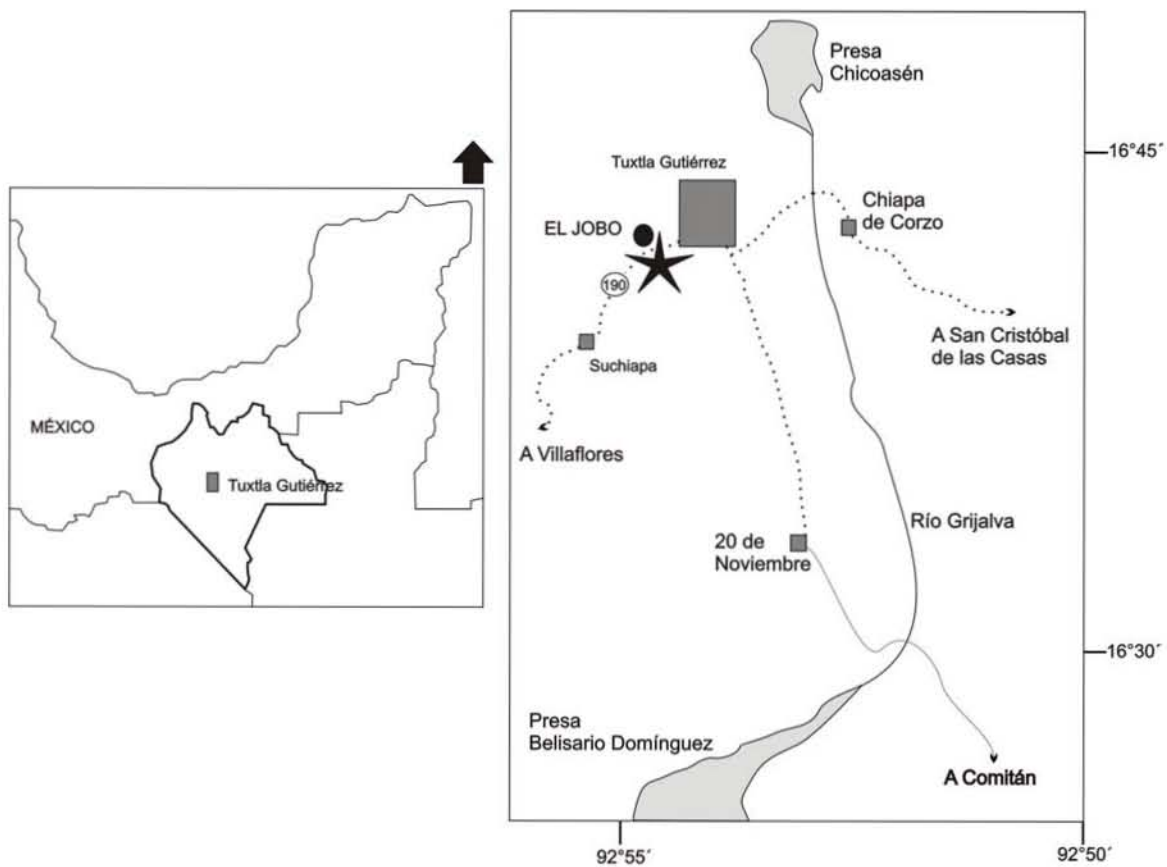 MÉXICO
Tuxtla Gutiérrez
Presa
Chicoasén
16°45´
Tuxtla Gutiérrez
EL JOBO
Chiapa
de Corzo
190
A San Cristóbal
de las Casas
Suchiapa
A Villaflores
Río Grijalva
20 de
Noviembre
16°30´
Presa
Belisario Domínguez
A Comitán
92°55´
92°50´